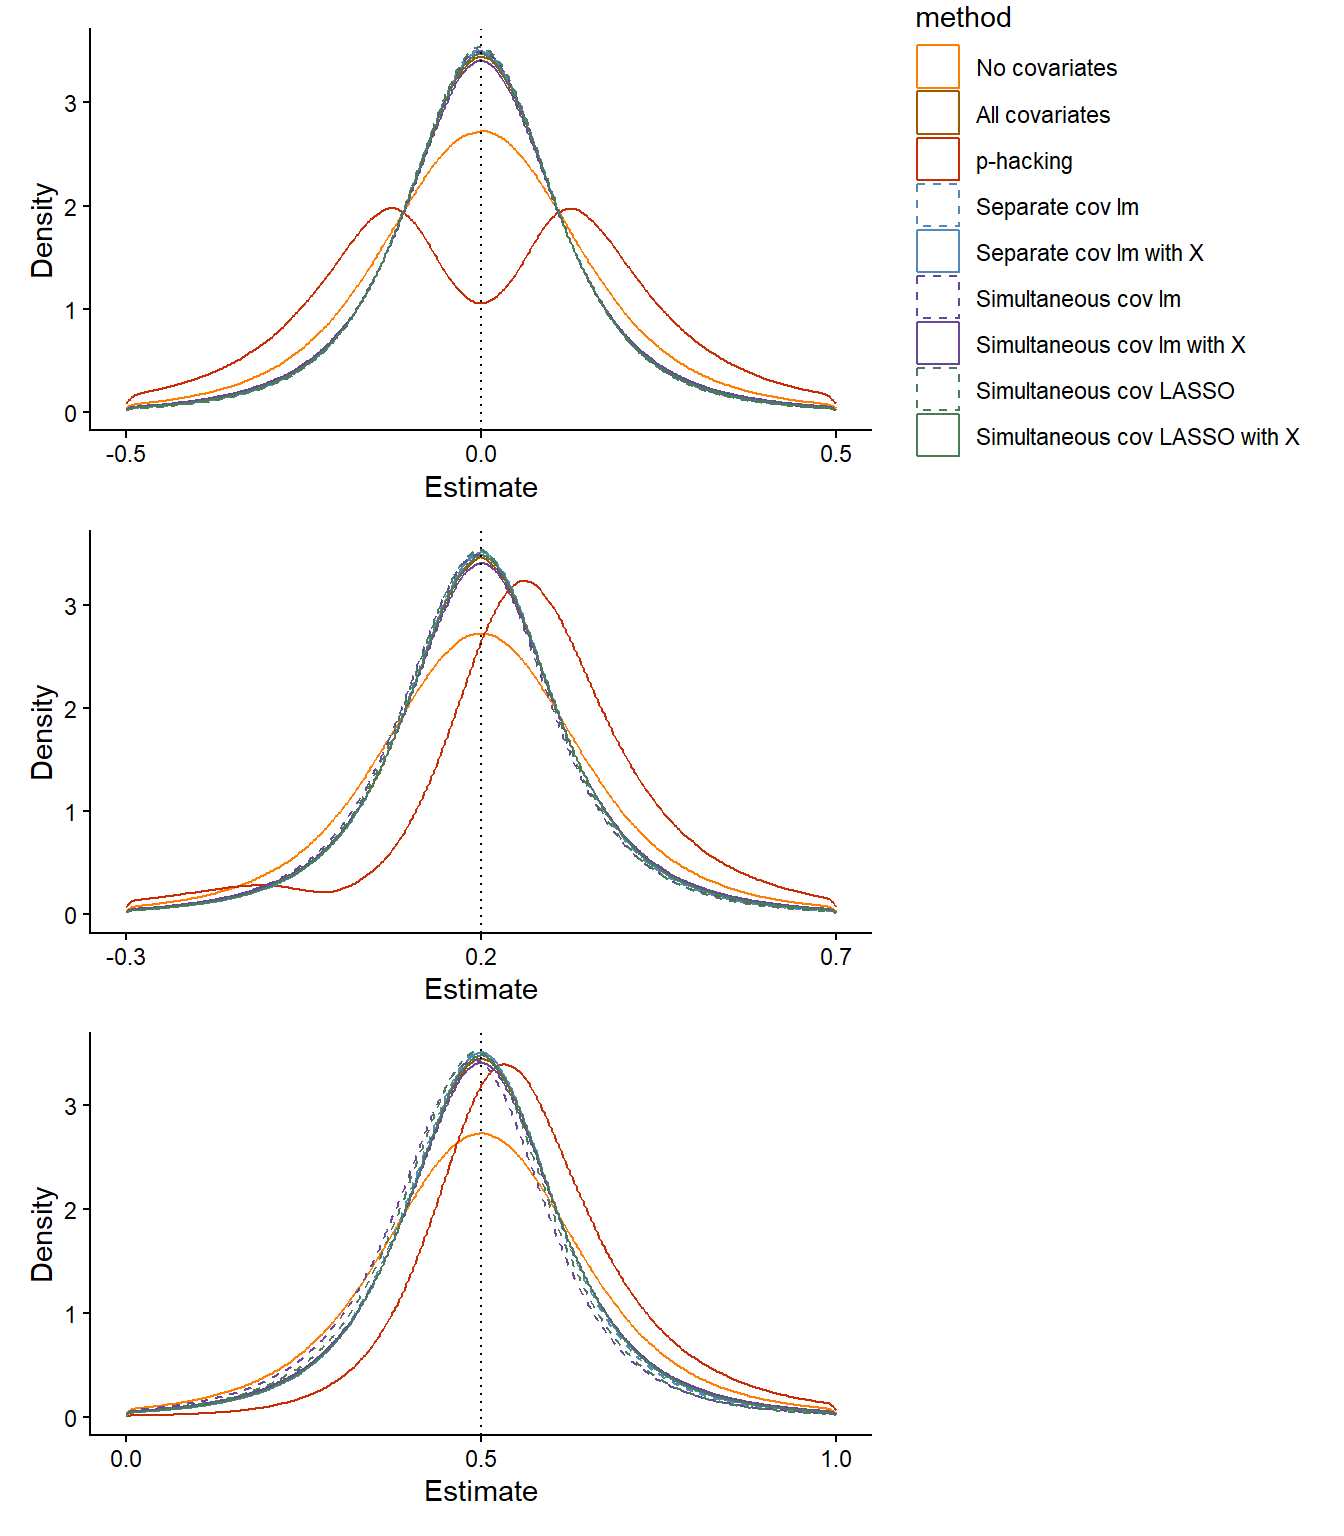 method
No covariates
All covariates
p-hacking
Separate cov lm
Separate cov lm with X
Simultaneous cov lm
Simultaneous cov lm with X
Simultaneous cov LASSO
Simultaneous cov LASSO with X
Density
3
2
1
0
-0.5 0.0 0.5
Estimate
Density
3
2
1
0
-0.3 0.2 0.7
Estimate
Density
3
2
1
0
0.0 0.5 1.0
Estimate